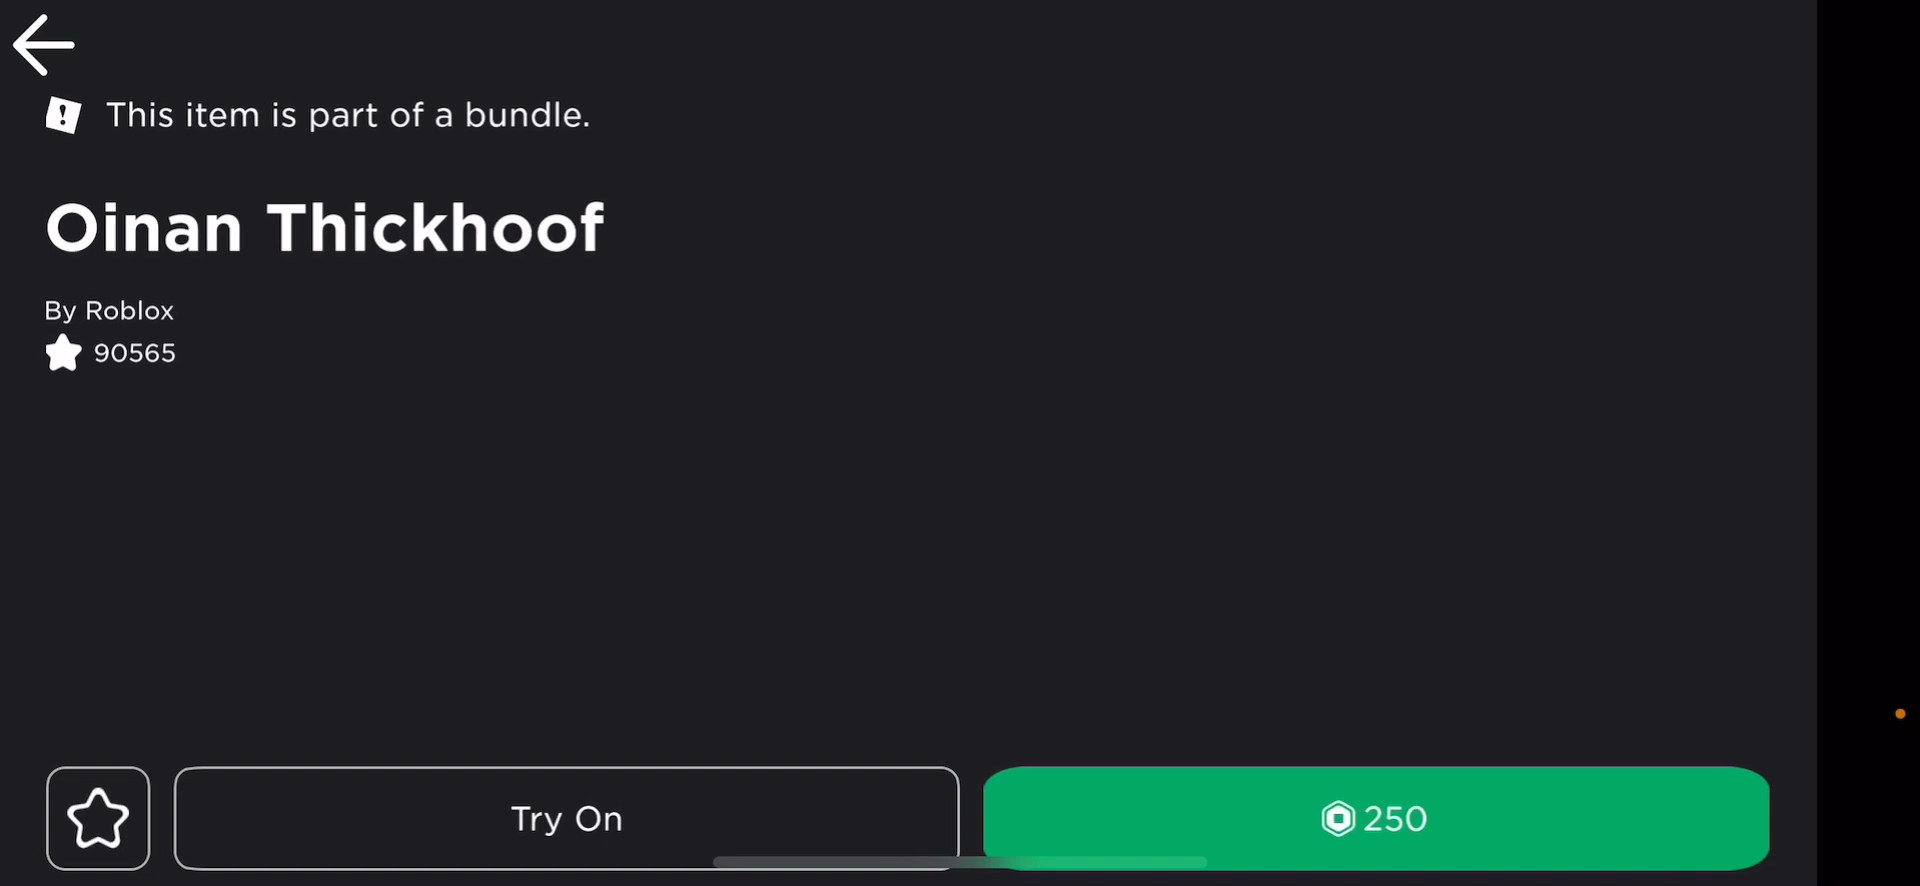 This item is part of a bundle.
Oinan Thickhoof
By Roblox
90565
Try On
250